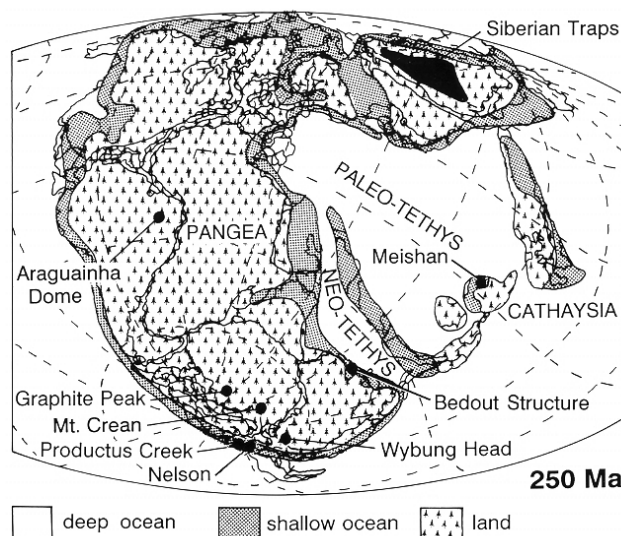 Siberian Traps
PALEO-TETHYS
PANGEA
Meishan
Araguainha
Dome
NEO-TETHYS
CATHAYSIA
Graphite Peak
Bedout Structure
Mt. Crean
Productus Creek
Wybung Head
Nelson
250 Ma
deep ocean
shallow ocean
land